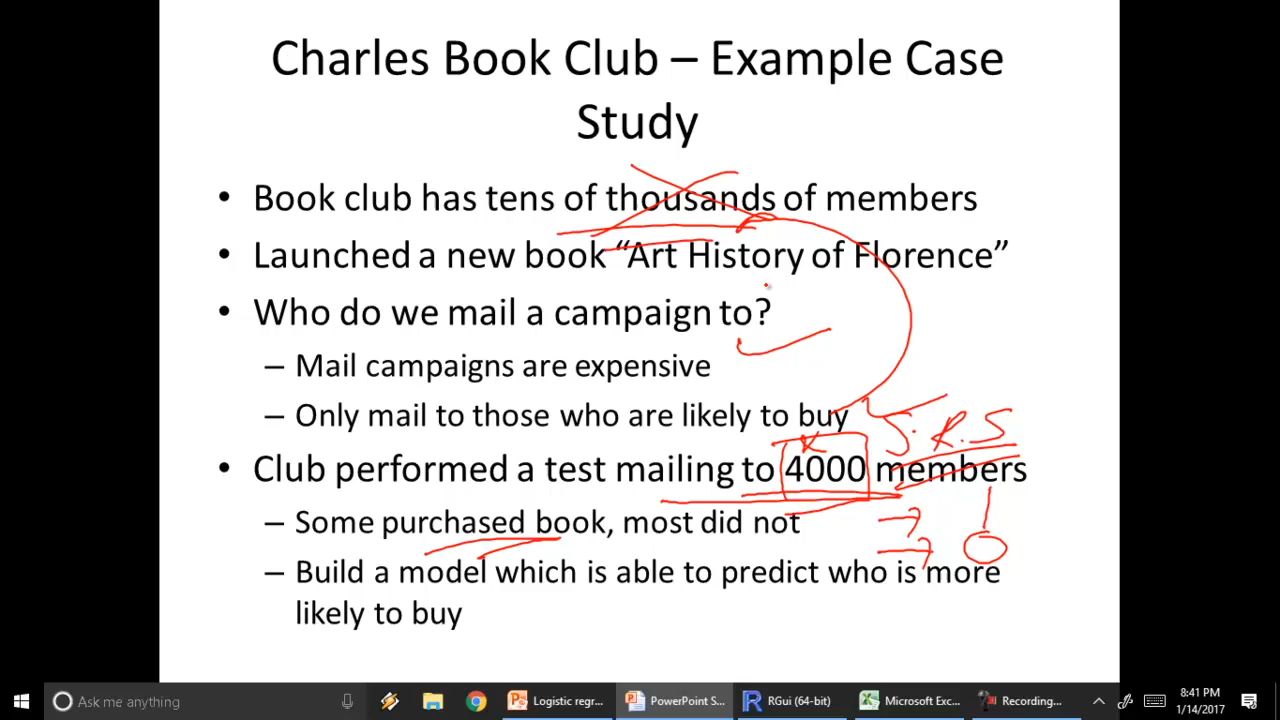 Charles Book Club – Example Case
Study
• Book club has tens of thousands of members
• Launched a new book “Art History of Florence”
• Who do we mail a campaign to?
– Mail campaigns are expensive
– Only mail to those who are likely to buy
S. R. S
• Club performed a test mailing to 4000 members
– Some purchased book, most did not
– Build a model which is able to predict who is more
likely to buy
Ask me anything
Logistic regr...
PowerPoint S...
RGui (64-bit)
Microsoft Exc...
Recording...
8:41 PM
1/14/2017